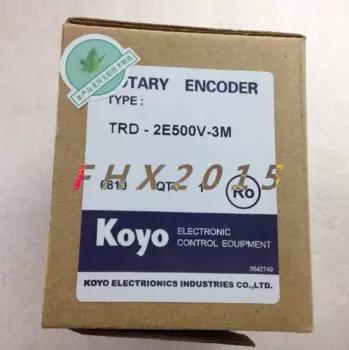 ROTARY ENCODER
TYPE :
TRD - 2E500V-3M
FHX2015
0810 QTY 1 Ro
Koyo ELECTRONIC
CONTROL EQUIPMENT
0642749
KOYO ELECTRONICS INDUSTRIES CO.,LTD.